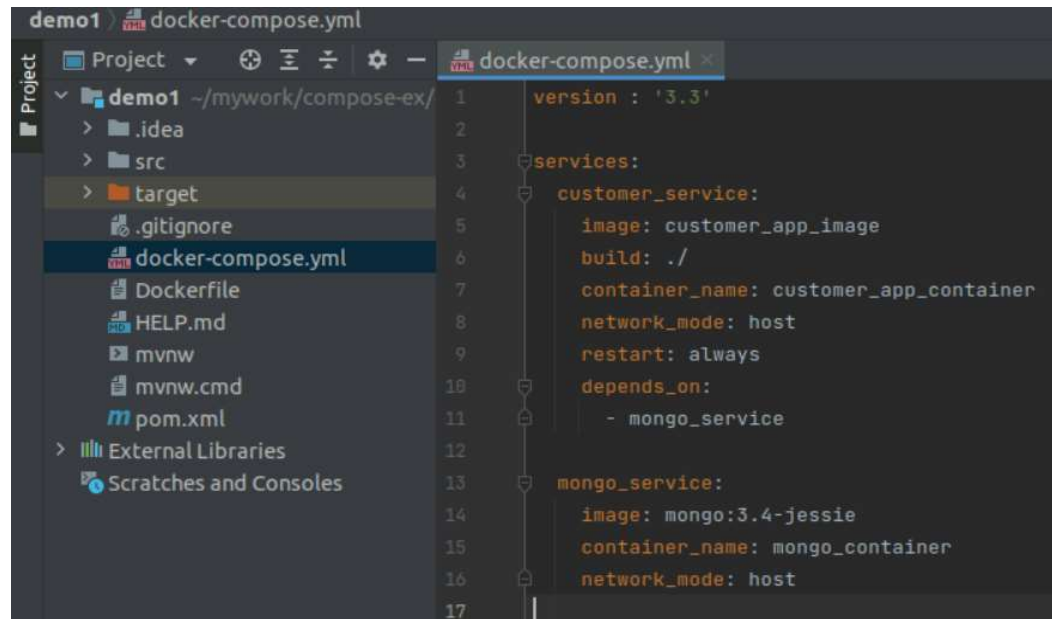 demo1 docker-compose.yml
Project
Project
docker-compose.yml
demo1 ~/mywork/compose-ex/
.idea
src
target
.gitignore
docker-compose.yml
Dockerfile
HELP.md
mvnw
mvnw.cmd
pom.xml
External Libraries
Scratches and Consoles
1 version : '3.3'
2
3 services:
4 customer_service:
5 image: customer_app_image
6 build: ./
7 container_name: customer_app_container
8 network_mode: host
9 restart: always
10 depends_on:
11 - mongo_service
12
13 mongo_service:
14 image: mongo:3.4-jessie
15 container_name: mongo_container
16 network_mode: host
17